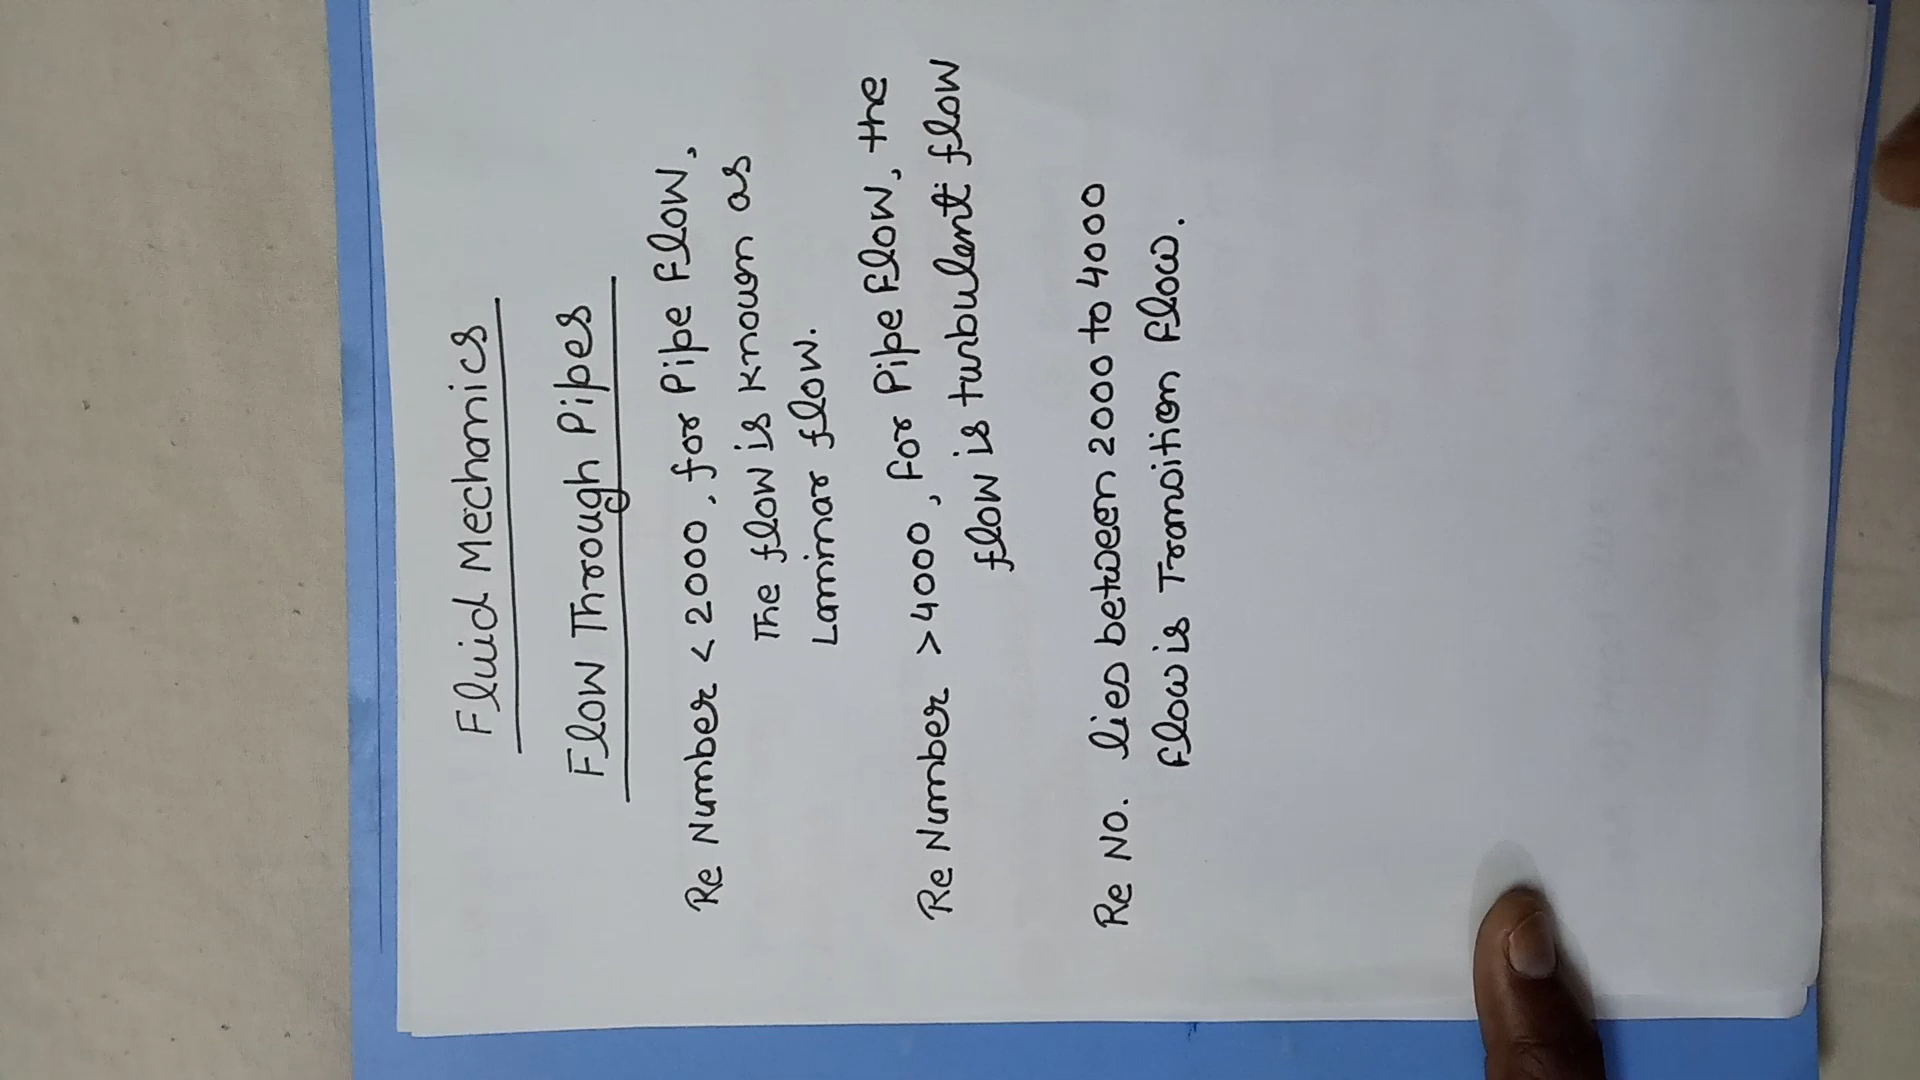 Fluid Mechanics
Flow Through Pipes
Re Number < 2000, for Pipe Flow,
The flow is known as
Laminar flow.
Re Number > 4000, for Pipe flow, the
flow is turbulent flow
Re No. lies between 2000 to 4000
flow is Transition flow.